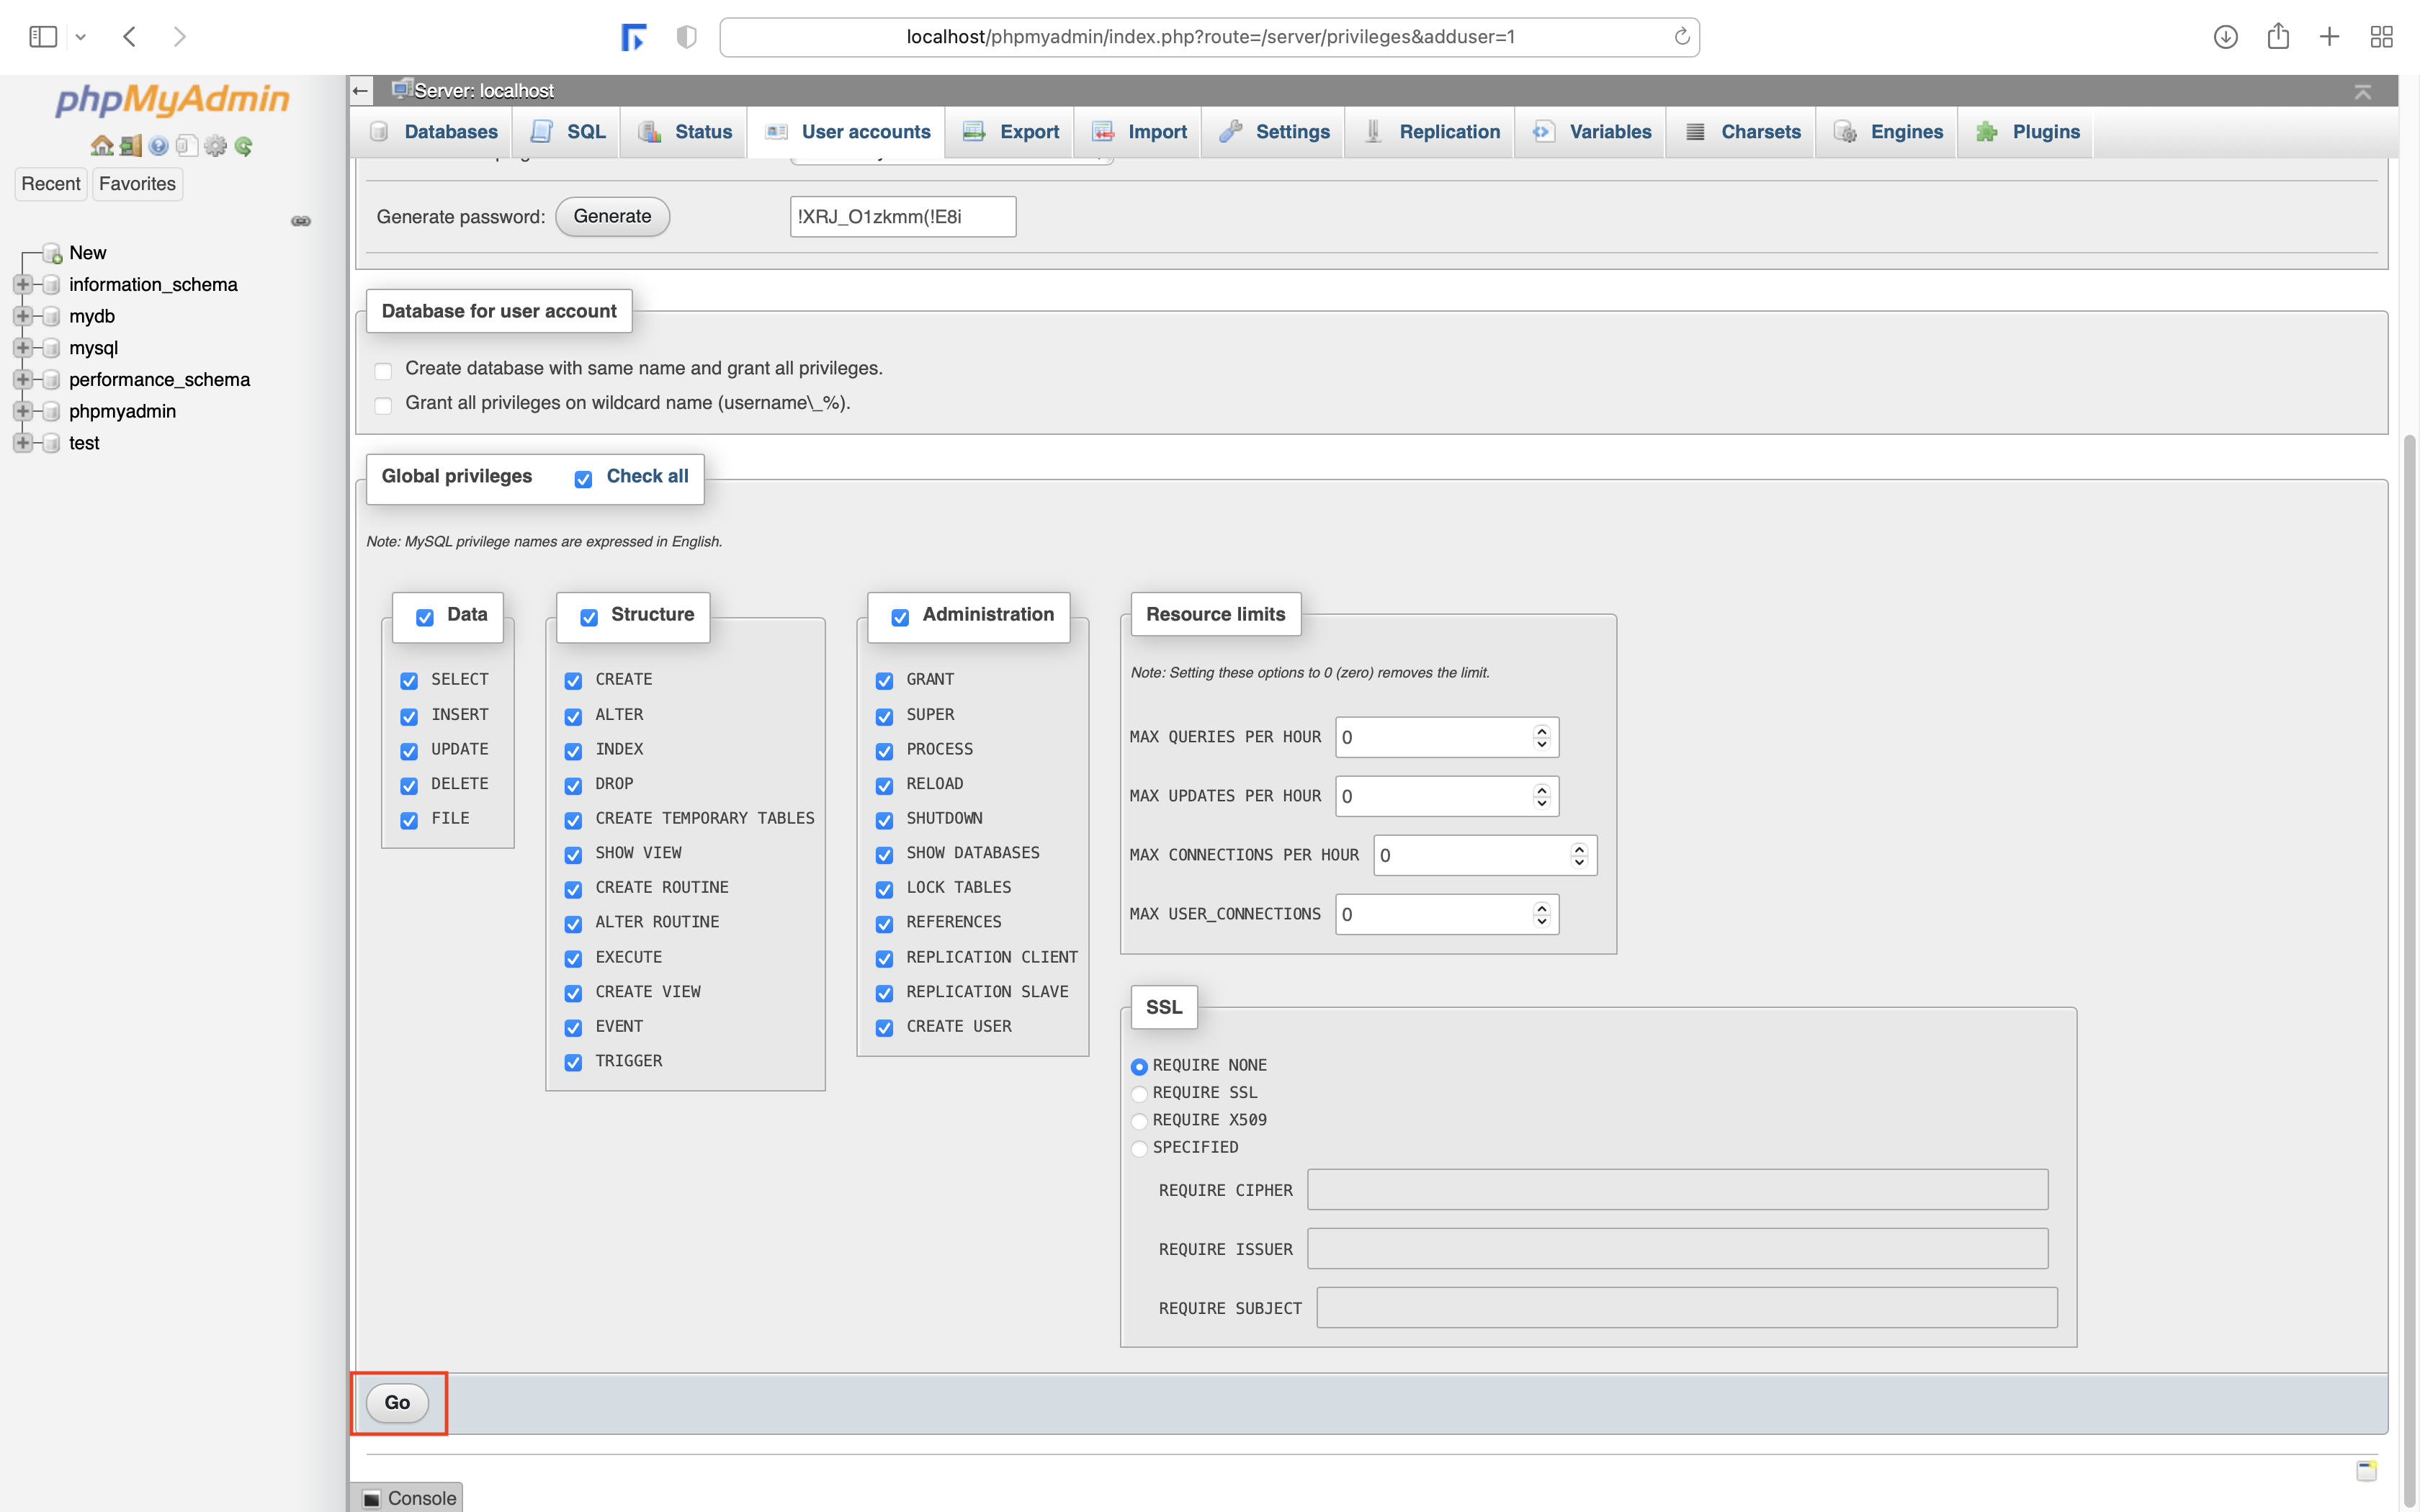 localhost/phpmyadmin/index.php?route=/server/privileges&adduser=1
phpMyAdmin
Recent
Favorites
New
information_schema
mydb
mysql
performance_schema
phpmyadmin
test
Server: localhost
Databases
SQL
Status
User accounts
Export
Import
Settings
Replication
Variables
Charsets
Engines
Plugins
Generate password:
Generate
!XRJ_O1zkmm(!E8i
Database for user account
Create database with same name and grant all privileges.
Grant all privileges on wildcard name (username\_%).
Global privileges
Check all
Note: MySQL privilege names are expressed in English.
Data
SELECT
INSERT
UPDATE
DELETE
FILE
Structure
CREATE
ALTER
INDEX
DROP
CREATE TEMPORARY TABLES
SHOW VIEW
CREATE ROUTINE
ALTER ROUTINE
EXECUTE
CREATE VIEW
EVENT
TRIGGER
Administration
GRANT
SUPER
PROCESS
RELOAD
SHUTDOWN
SHOW DATABASES
LOCK TABLES
REFERENCES
REPLICATION CLIENT
REPLICATION SLAVE
CREATE USER
Resource limits
Note: Setting these options to 0 (zero) removes the limit.
MAX QUERIES PER HOUR 0
MAX UPDATES PER HOUR 0
MAX CONNECTIONS PER HOUR 0
MAX USER_CONNECTIONS 0
SSL
REQUIRE NONE
REQUIRE SSL
REQUIRE X509
SPECIFIED
REQUIRE CIPHER
REQUIRE ISSUER
REQUIRE SUBJECT
Go
Console